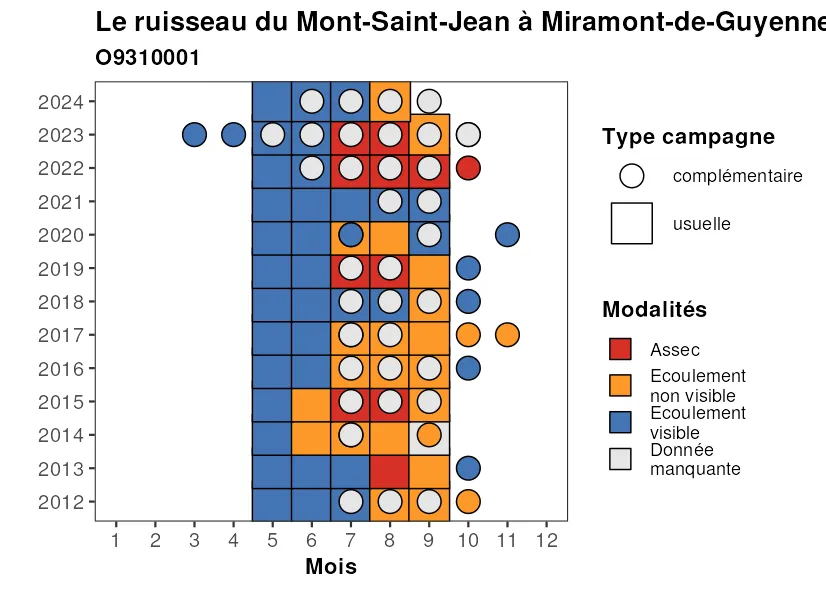 Le ruisseau du Mont-Saint-Jean à Miramont-de-Guyenne
O9310001
2024
2023
2022
2021
2020
2019
2018
2017
2016
2015
2014
2013
2012
1 2 3 4 5 6 7 8 9 10 11 12
Mois
Type campagne
complémentaire
usuelle
Modalités
Assec
Ecoulement
non visible
Ecoulement
visible
Donnée
manquante